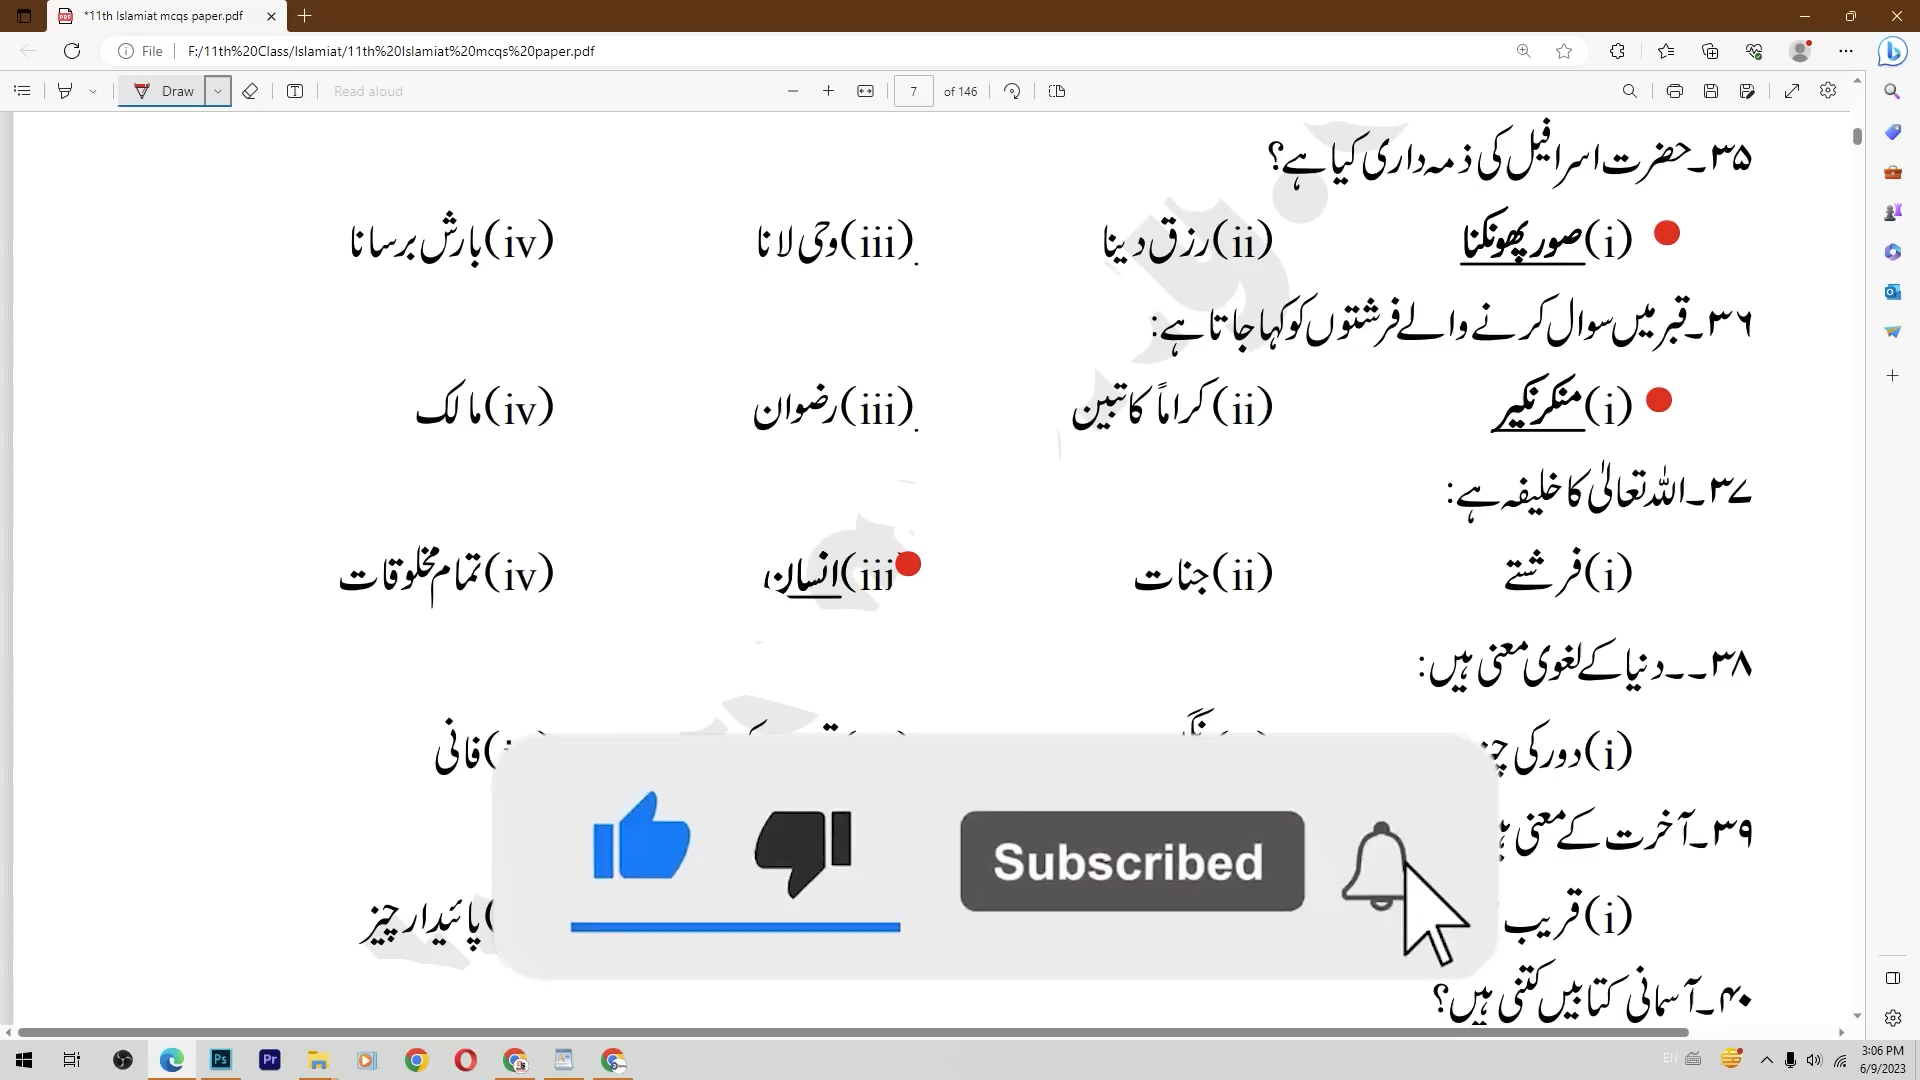 *11th Islamiat mcqs paper.pdf
File F:/11th%20Class/Islamiat/11th%20Islamiat%20mcqs%20paper.pdf
Draw Read aloud 7 of 146
۳۵۔حضرت اسرافیل کی ذمہ داری کیا ہے؟
(i)صور پھونکنا (ii)رزق دینا (iii)وحی لانا (iv)بارش برسانا
۳۶۔قبر میں سوال کرنے والے فرشتوں کو کہا جاتا ہے:
(i)منکر نکیر (ii)کراماً کاتبین (iii)رضوان (iv)مالک
۳۷۔اللہ تعالیٰ کا خلیفہ ہے:
(i)فرشتے (ii)جنات (iii)انسان (iv)تمام مخلوقات
۳۸۔۔دنیا کے لغوی معنی ہیں:
(i)دور کی فانی
۳۹۔آخرت کے معنی
(i)قریب پائیدار چیز
۴۰۔آسمانی کتابیں کتنی ہیں؟
Subscribed
EN 3:06 PM
6/9/2023